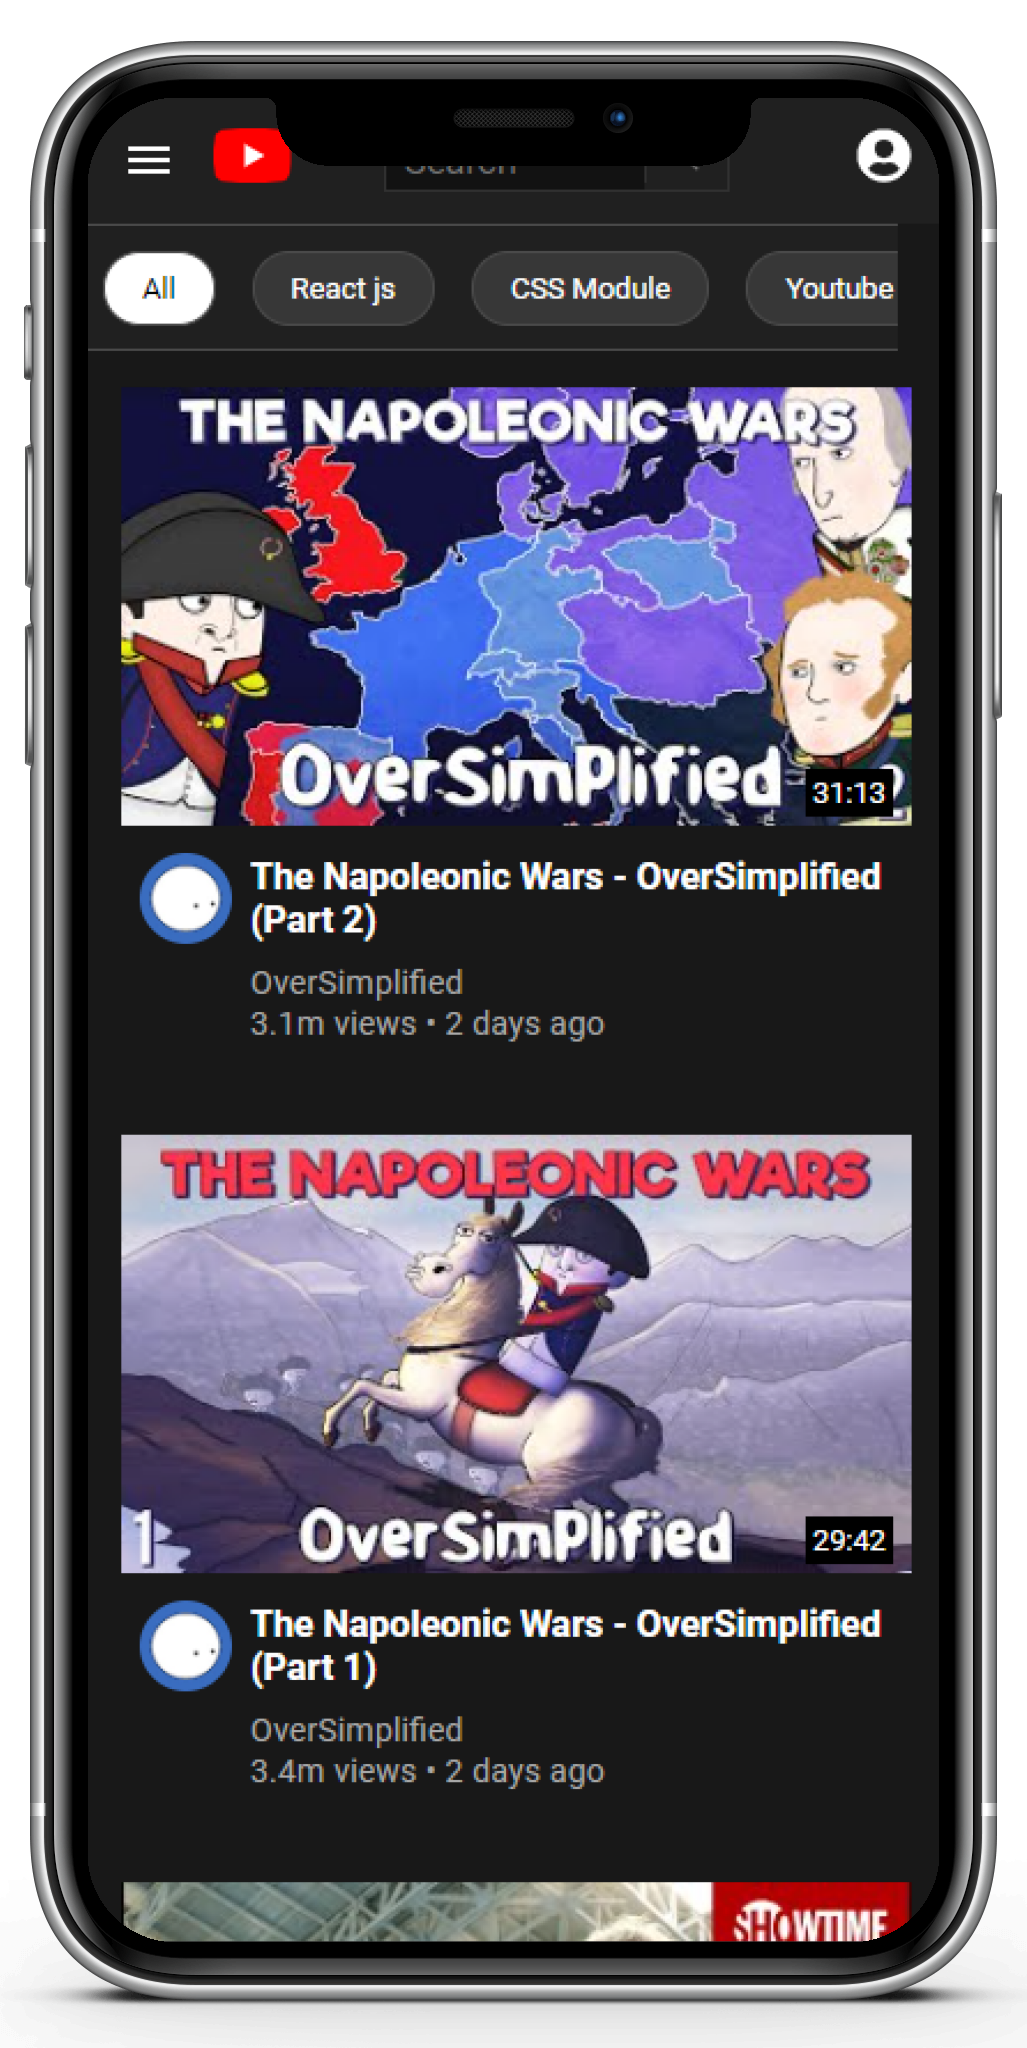 Search
All
React js
CSS Module
Youtube
THE NAPOLEONIC WARS
OverSimplified
2
31:13
The Napoleonic Wars - OverSimplified
(Part 2)
OverSimplified
3.1m views • 2 days ago
THE NAPOLEONIC WARS
1
OverSimplified
29:42
The Napoleonic Wars - OverSimplified
(Part 1)
OverSimplified
3.4m views • 2 days ago
SHOWTIME